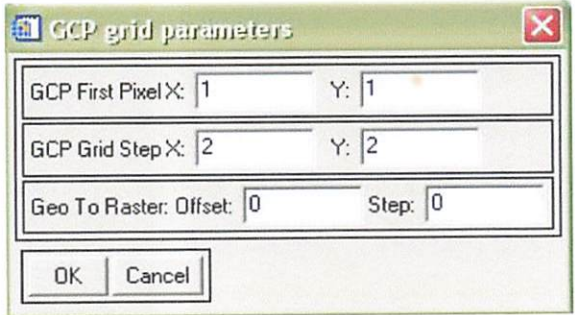 GCP grid parameters
GCP First Pixel X: 1 Y: 1
GCP Grid Step X: 2 Y: 2
Geo To Raster: Offset: 0 Step: 0
OK Cancel